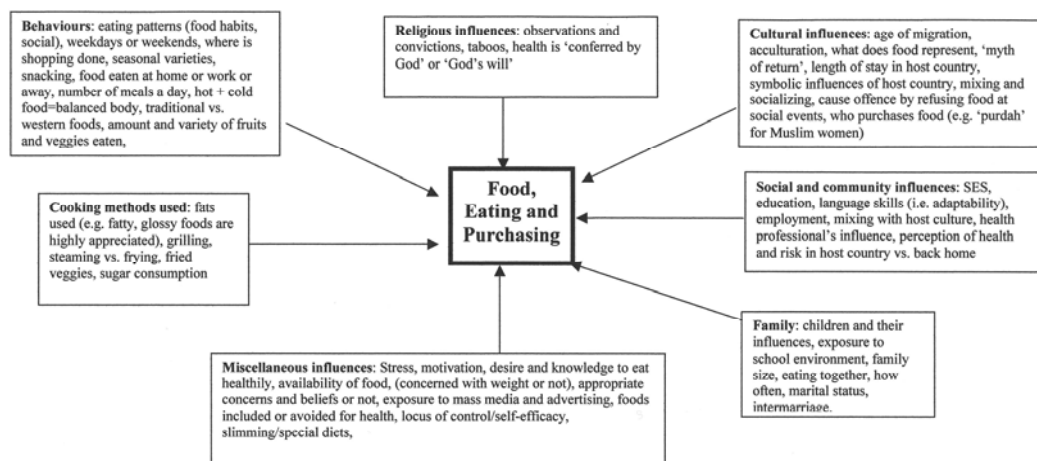 Behaviours: eating patterns (food habits,
social), weekdays or weekends, where is
shopping done, seasonal varieties,
snacking, food eaten at home or work or
away, number of meals a day, hot + cold
food=balanced body, traditional vs.
western foods, amount and variety of fruits
and veggies eaten,
Religious influences: observations and
convictions, taboos, health is ‘conferred by
God’ or ‘God’s will’
Cultural influences: age of migration,
acculturation, what does food represent, ‘myth
of return’, length of stay in host country,
symbolic influences of host country, mixing and
socializing, cause offence by refusing food at
social events, who purchases food (e.g. ‘purdah’
for Muslim women)
Food,
Eating and
Purchasing
Cooking methods used: fats
used (e.g. fatty, glossy foods are
highly appreciated), grilling,
steaming vs. frying, fried
veggies, sugar consumption
Social and community influences: SES,
education, language skills (i.e. adaptability),
employment, mixing with host culture, health
professional’s influence, perception of health
and risk in host country vs. back home
Miscellaneous influences: Stress, motivation, desire and knowledge to eat
healthily, availability of food, (concerned with weight or not), appropriate
concerns and beliefs or not, exposure to mass media and advertising, foods
included or avoided for health, locus of control/self-efficacy,
slimming/special diets,
Family: children and their
influences, exposure to
school environment, family
size, eating together, how
often, marital status,
intermarriage.